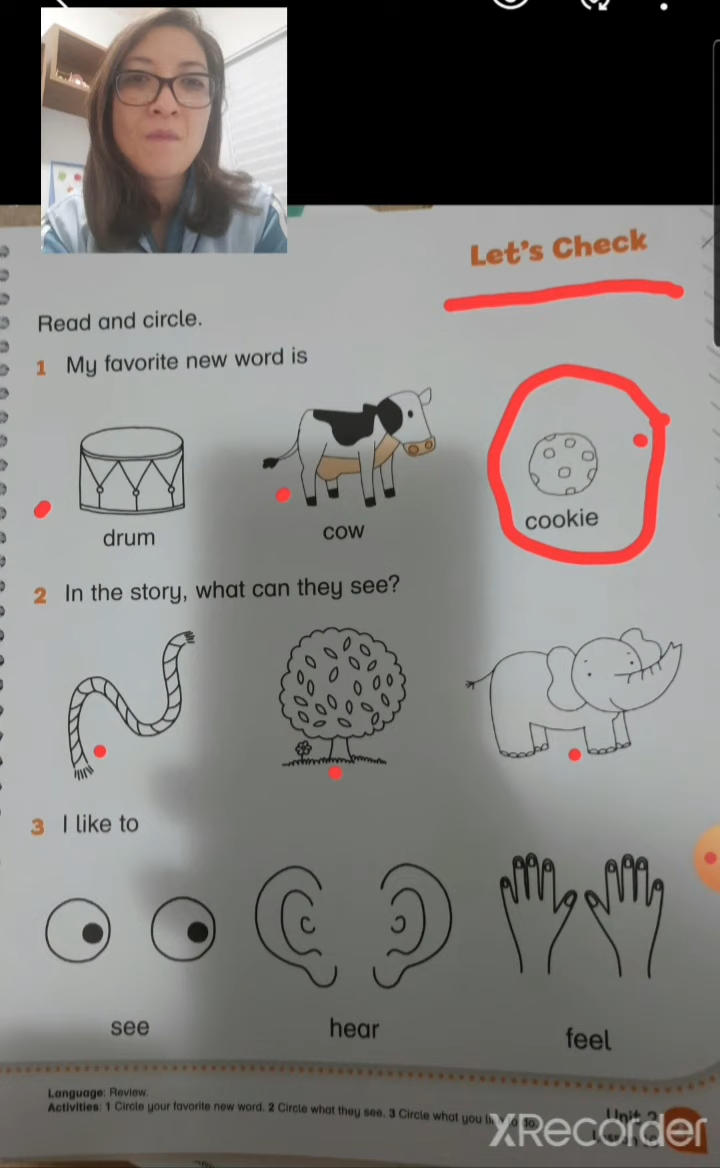 Let's Check
Read and circle.
1 My favorite new word is
drum
cow
cookie
2 In the story, what can they see?
3 I like to
see
hear
feel
Language: Review.
Activities: 1 Circle your favorite new word. 2 Circle what they see. 3 Circle what you
Unit
XRecorder